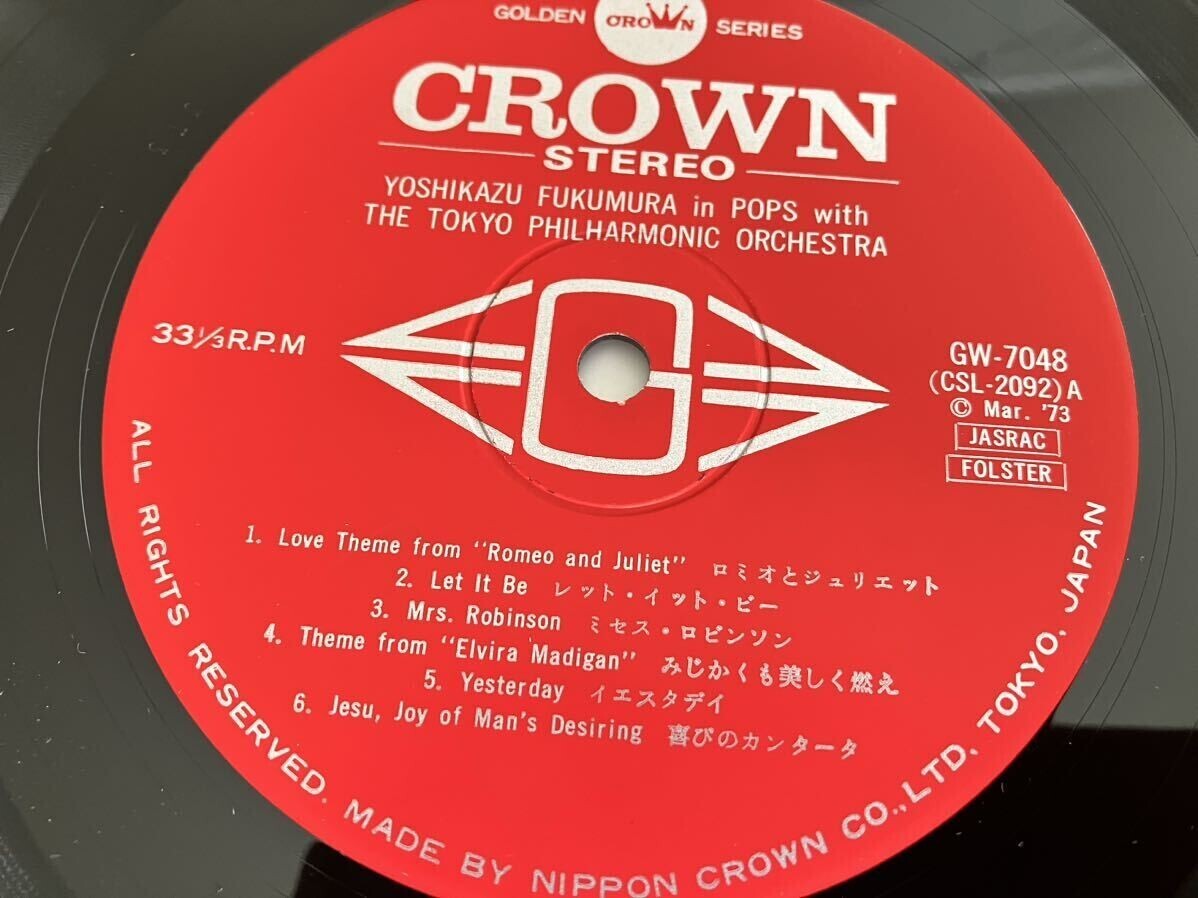 GOLDEN CROWN SERIES
CROWN
STEREO
YOSHIKAZU FUKUMURA in POPS with
THE TOKYO PHILHARMONIC ORCHESTRA
33⅓ R.P.M
G
GW-7048
(CSL-2092) A
© Mar. '73
JASRAC
FOLSTER
1. Love Theme from "Romeo and Juliet" ロミオとジュリエット
2. Let It Be レット・イット・ビー
3. Mrs. Robinson ミセス・ロビンソン
4. Theme from "Elvira Madigan" みじかくも美しく燃え
5. Yesterday イエスタデイ
6. Jesu, Joy of Man's Desiring 喜びのカンタータ
ALL RIGHTS RESERVED. MADE BY NIPPON CROWN CO., LTD. TOKYO, JAPAN